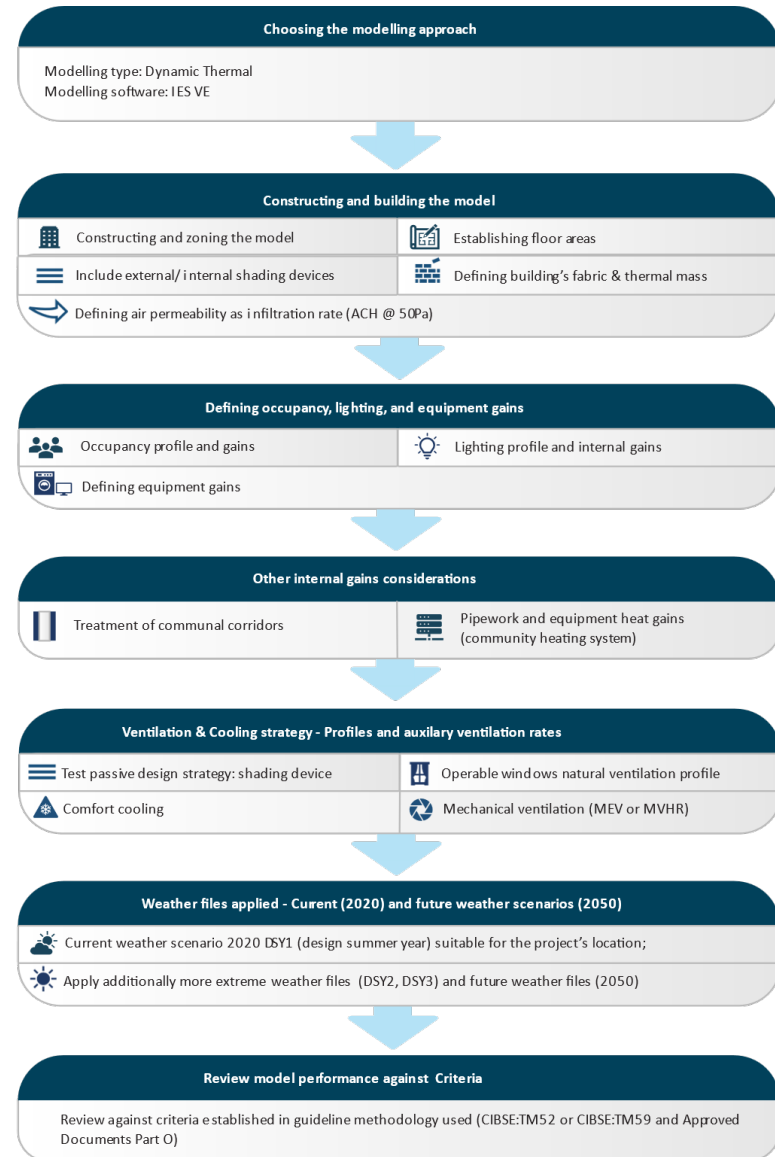 Choosing the modelling approach
Modelling type: Dynamic Thermal
Modelling software: IES VE
Constructing and building the model
Constructing and zoning the model
Establishing floor areas
Include external/ internal shading devices
Defining building's fabric & thermal mass
Defining air permeability as infiltration rate (ACH @ 50Pa)
Defining occupancy, lighting, and equipment gains
Occupancy profile and gains
Lighting profile and internal gains
Defining equipment gains
Other internal gains considerations
Treatment of communal corridors
Pipework and equipment heat gains
(community heating system)
Ventilation & Cooling strategy - Profiles and auxilary ventilation rates
Test passive design strategy: shading device
Operable windows natural ventilation profile
Comfort cooling
Mechanical ventilation (MEV or MVHR)
Weather files applied - Current (2020) and future weather scenarios (2050)
Current weather scenario 2020 DSY1 (design summer year) suitable for the project's location;
Apply additionally more extreme weather files (DSY2, DSY3) and future weather files (2050)
Review model performance against Criteria
Review against criteria established in guideline methodology used (CIBSE:TM52 or CIBSE:TM59 and Approved
Documents Part O)